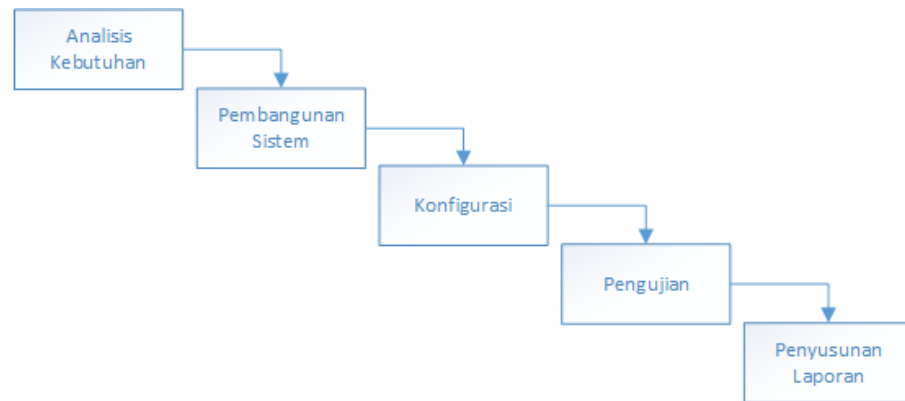 Analisis
Kebutuhan
Pembangunan
Sistem
Konfigurasi
Pengujian
Penyusunan
Laporan